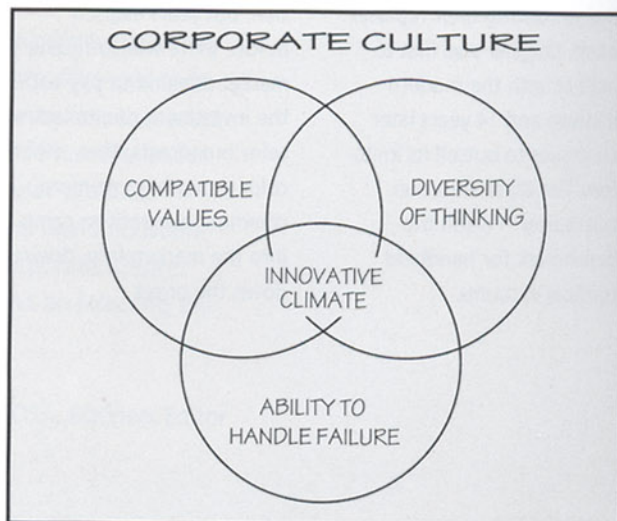 CORPORATE CULTURE
COMPATIBLE
VALUES
DIVERSITY
OF THINKING
INNOVATIVE
CLIMATE
ABILITY TO
HANDLE FAILURE